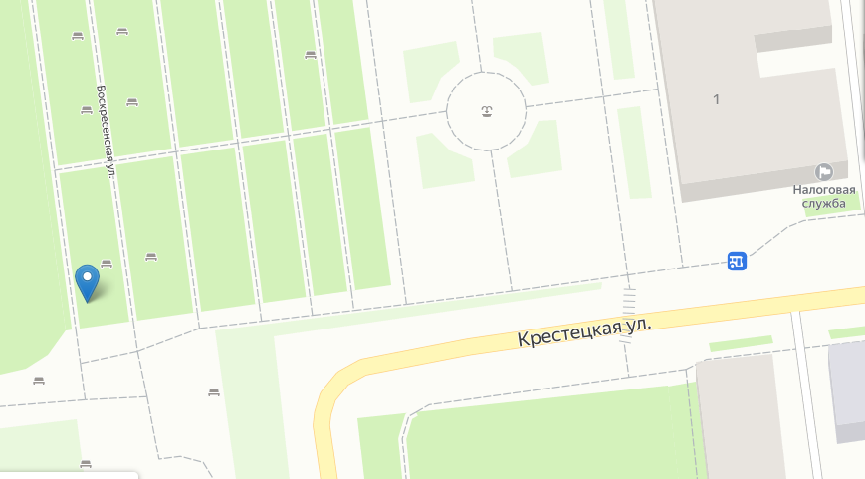 Воскресенская ул.
1
Налоговая
служба
Крестецкая ул.